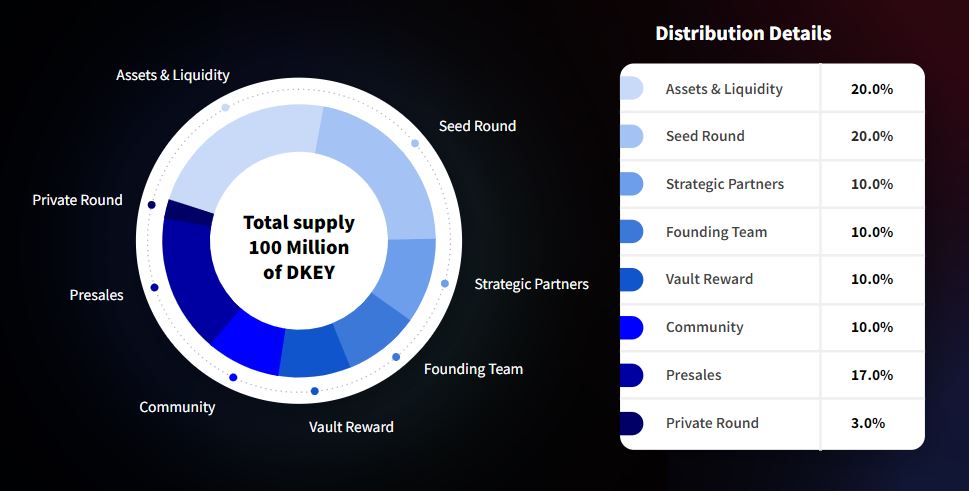 Distribution Details
Assets & Liquidity
Seed Round
Private Round
Total supply
100 Million
of DKEY
Presales
Strategic Partners
Founding Team
Community
Vault Reward
Assets & Liquidity 20.0%
Seed Round 20.0%
Strategic Partners 10.0%
Founding Team 10.0%
Vault Reward 10.0%
Community 10.0%
Presales 17.0%
Private Round 3.0%